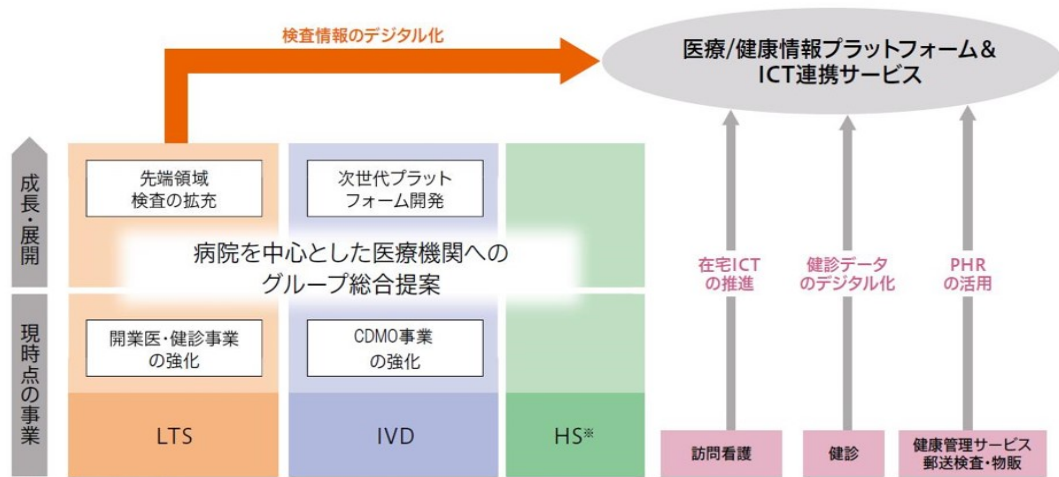 検査情報のデジタル化
医療/健康情報プラットフォーム＆
ICT連携サービス
成長・展開
先端領域
検査の拡充
次世代プラット
フォーム開発
病院を中心とした医療機関への
グループ総合提案
在宅ICT
の推進
健診データ
のデジタル化
PHR
の活用
現時点の事業
開業医・健診事業
の強化
CDMO事業
の強化
LTS
IVD
HS※
訪問看護
健診
健康管理サービス
郵送検査・物販